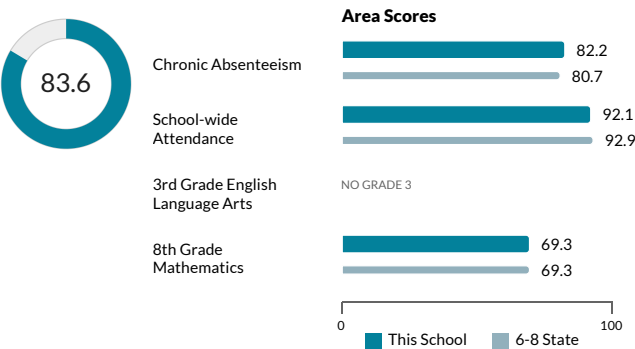 Area Scores
83.6
Chronic Absenteeism
82.2
80.7
School-wide
Attendance
92.1
92.9
3rd Grade English
Language Arts
NO GRADE 3
8th Grade
Mathematics
69.3
69.3
0
100
This School
6-8 State